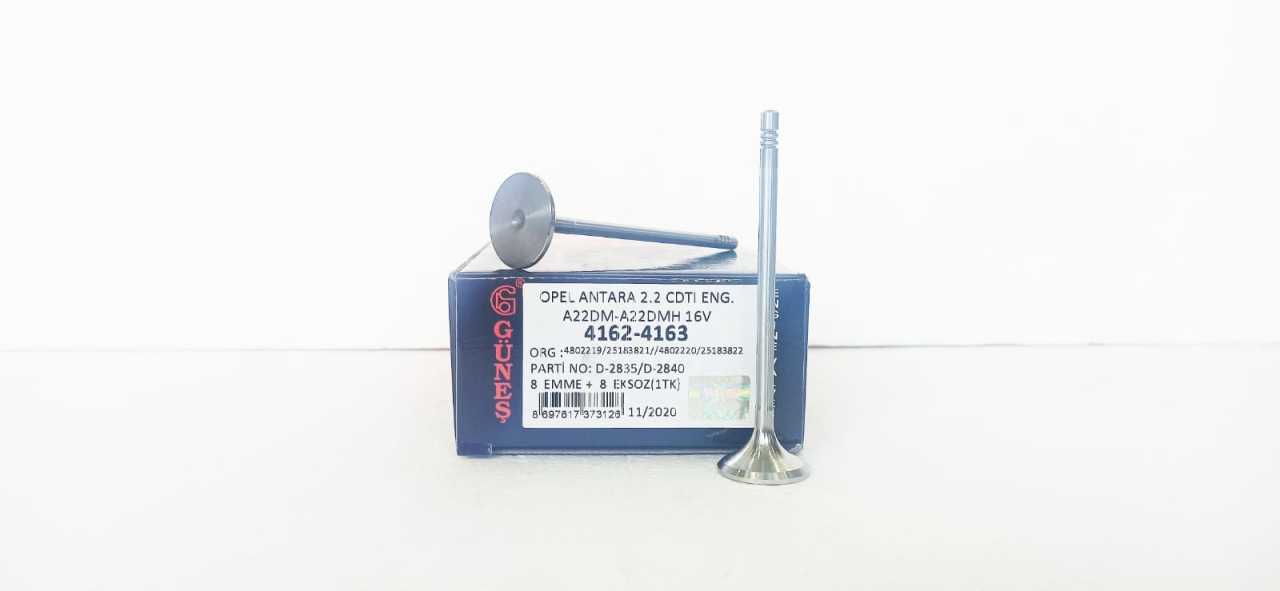 GÜNEŞ
OPEL ANTARA 2.2 CDTI ENG.
A22DM-A22DMH 16V
4162-4163
ORG :4802219/25183821//4802220/25183822
PARTİ NO: D-2835/D-2840
8 EMME + 8 EKSOZ(1TK)
8 697617 373126 11/2020